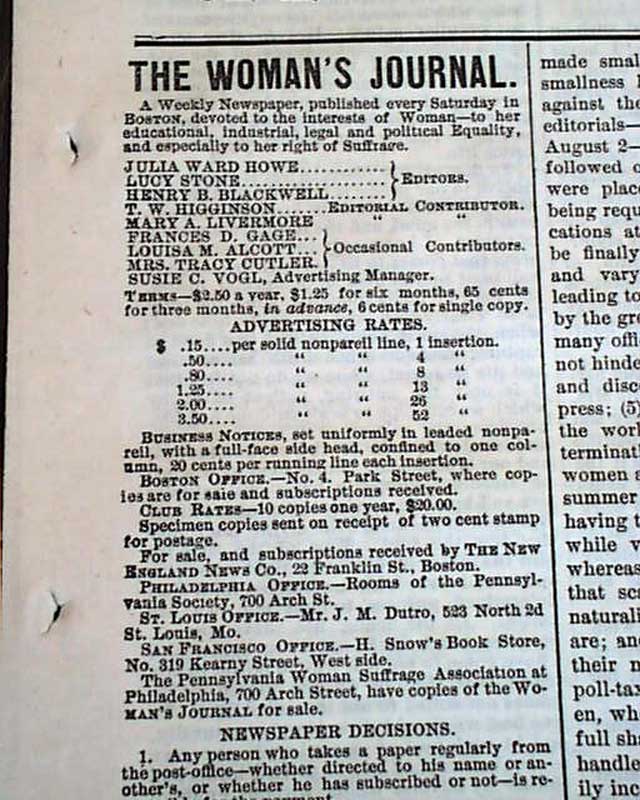 THE WOMAN'S JOURNAL.
A Weekly Newspaper, published every Saturday in
BOSTON, devoted to the interests of Woman—to her
educational, industrial, legal and political Equality,
and especially to her right of Suffrage.
JULIA WARD HOWE............
LUCY STONE.................... } EDITORS.
HENRY B. BLACKWELL........
T. W. HIGGINSON.......EDITORIAL CONTRIBUTOR.
MARY A. LIVERMORE " "
FRANCES D. GAGE...
LOUISA M. ALCOTT... } Occasional Contributors.
MRS. TRACY CUTLER.
SUSIE C. VOGL, Advertising Manager.
TERMS—$2.50 a year, $1.25 for six months, 65 cents
for three months, in advance, 6 cents for single copy.
ADVERTISING RATES.
$ .15....per solid nonpareil line, 1 insertion.
.50.... " " 4 "
.80.... " " 8 "
1.25.... " " 13 "
2.00.... " " 26 "
3.50.... " " 52 "
BUSINESS NOTICES, set uniformly in leaded nonpa-
reil, with a full-face side head, confined to one col-
umn, 20 cents per running line each insertion.
BOSTON OFFICE.—No. 4. Park Street, where cop-
ies are for sale and subscriptions received.
CLUB RATES—10 copies one year, $20.00.
Specimen copies sent on receipt of two cent stamp
for postage.
For sale, and subscriptions received by THE NEW
ENGLAND NEWS CO., 22 Franklin St., Boston.
PHILADELPHIA OFFICE.—Rooms of the Pennsyl-
vania Society, 700 Arch St.
ST. LOUIS OFFICE.—Mr. J. M. Dutro, 523 North 2d
St. Louis, Mo.
SAN FRANCISCO OFFICE.—H. Snow's Book Store,
No. 319 Kearny Street, West side.
The Pennsylvania Woman Suffrage Association at
Philadelphia, 700 Arch Street, have copies of the WO-
MAN'S JOURNAL for sale.
NEWSPAPER DECISIONS.
1. Any person who takes a paper regularly from
the post-office—whether directed to his name or an-
other's, or whether he has subscribed or not—is re-
made smal
smallness
against the
editorials—
August 2—
followed
were place
being requ
cations at
be finally
and vary
leading to
by the gre
many offi
not hinde
and disc
press; (5)
the worl
terminat
women a
summer
having t
while v
whereas
that sca
naturali
are; and
their n
poll-tax
en, wh
full sha
handle
ily inc